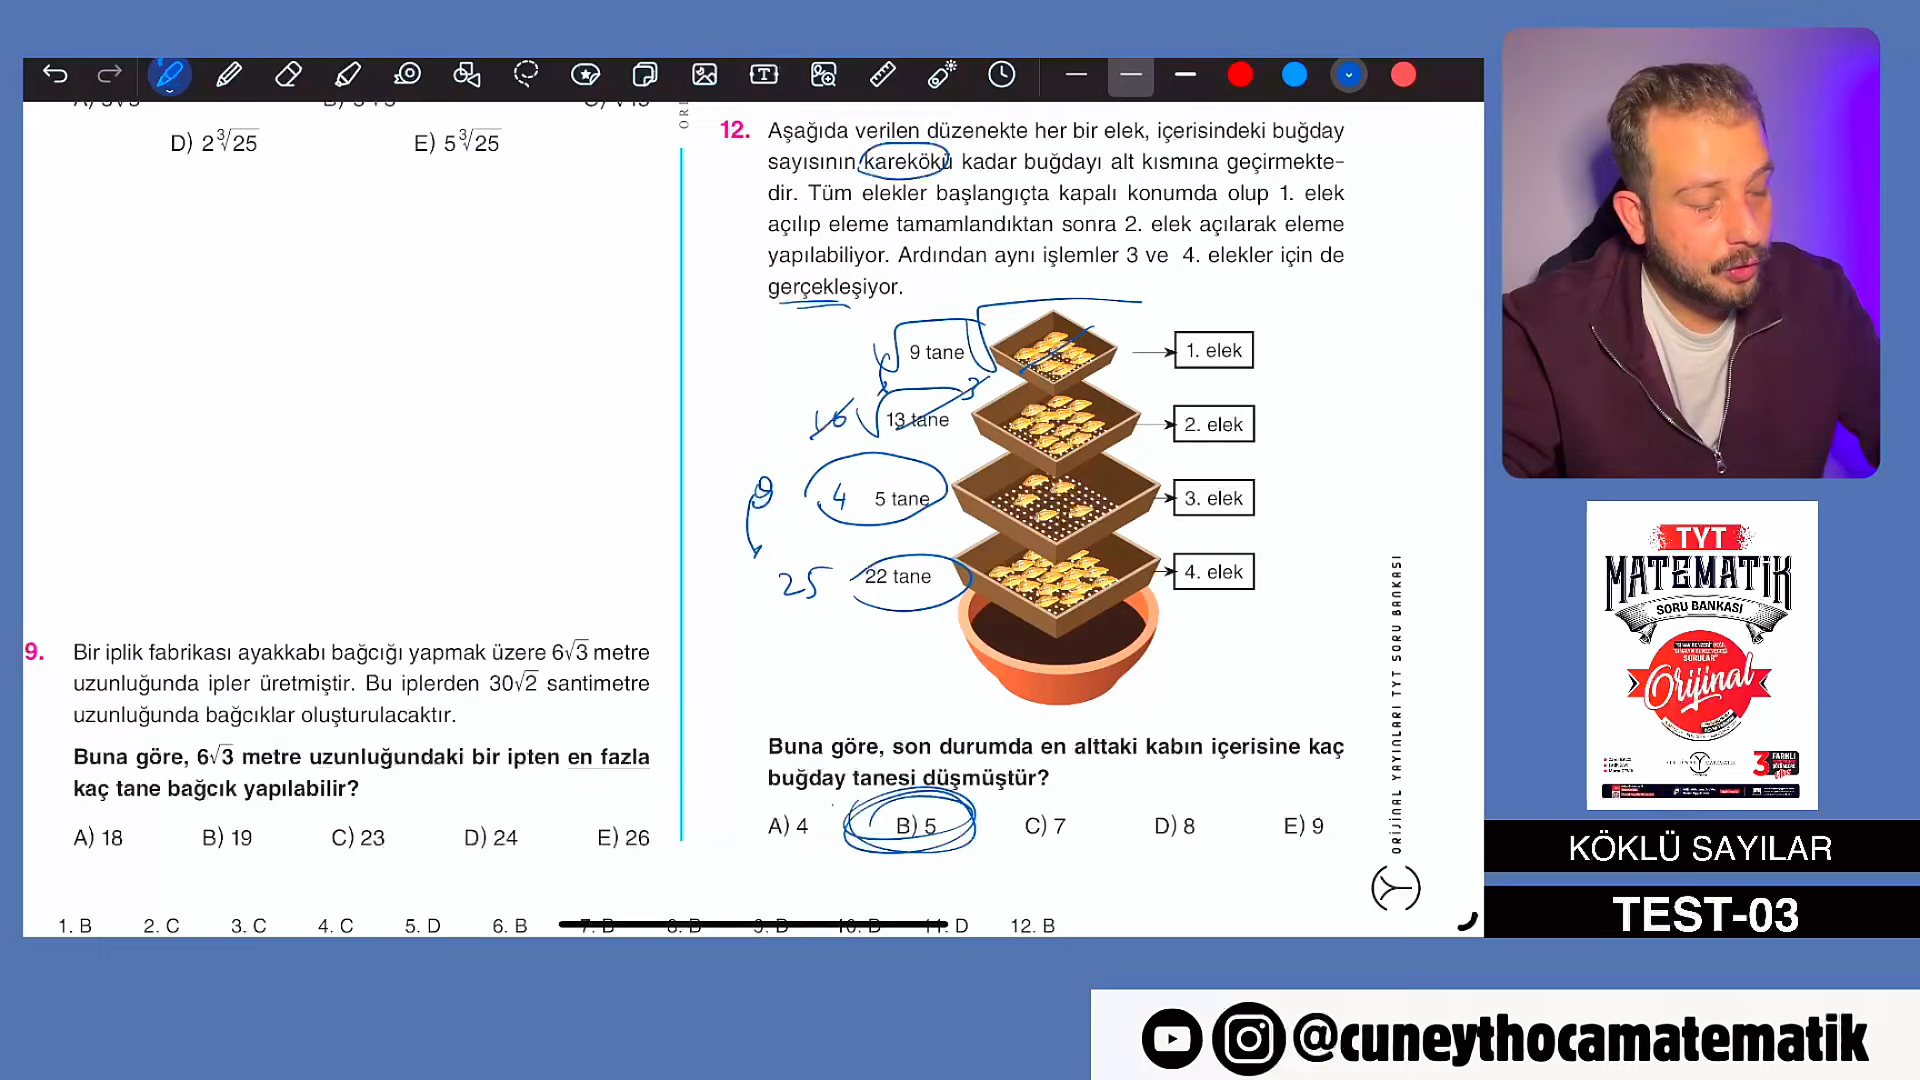 D) 2∛25
E) 5∛25
9. Bir iplik fabrikası ayakkabı bağcığı yapmak üzere 6√3 metre
uzunluğunda ipler üretmiştir. Bu iplerden 30√2 santimetre
uzunluğunda bağcıklar oluşturulacaktır.
Buna göre, 6√3 metre uzunluğundaki bir ipten en fazla
kaç tane bağcık yapılabilir?
A) 18 B) 19 C) 23 D) 24 E) 26
12. Aşağıda verilen düzenekte her bir elek, içerisindeki buğday
sayısının karekökü kadar buğdayı alt kısmına geçirmekte-
dir. Tüm elekler başlangıçta kapalı konumda olup 1. elek
açılıp eleme tamamlandıktan sonra 2. elek açılarak eleme
yapılabiliyor. Ardından aynı işlemler 3 ve 4. elekler için de
gerçekleşiyor.
9 tane 1. elek
3
16 13 tane 2. elek
9 4 5 tane 3. elek
25 22 tane 4. elek
Buna göre, son durumda en alttaki kabın içerisine kaç
buğday tanesi düşmüştür?
A) 4 B) 5 C) 7 D) 8 E) 9
1. B 2. C 3. C 4. C 5. D 6. B 7. B 8. B 9. B 10. D 11. D 12. B
ORİJİNAL YAYINLARI TYT SORU BANKASI
TYT
MATEMATİK
SORU BANKASI
Orijinal
3 FARKLI
KÖKLÜ SAYILAR
TEST-03
@cuneythocamatematik